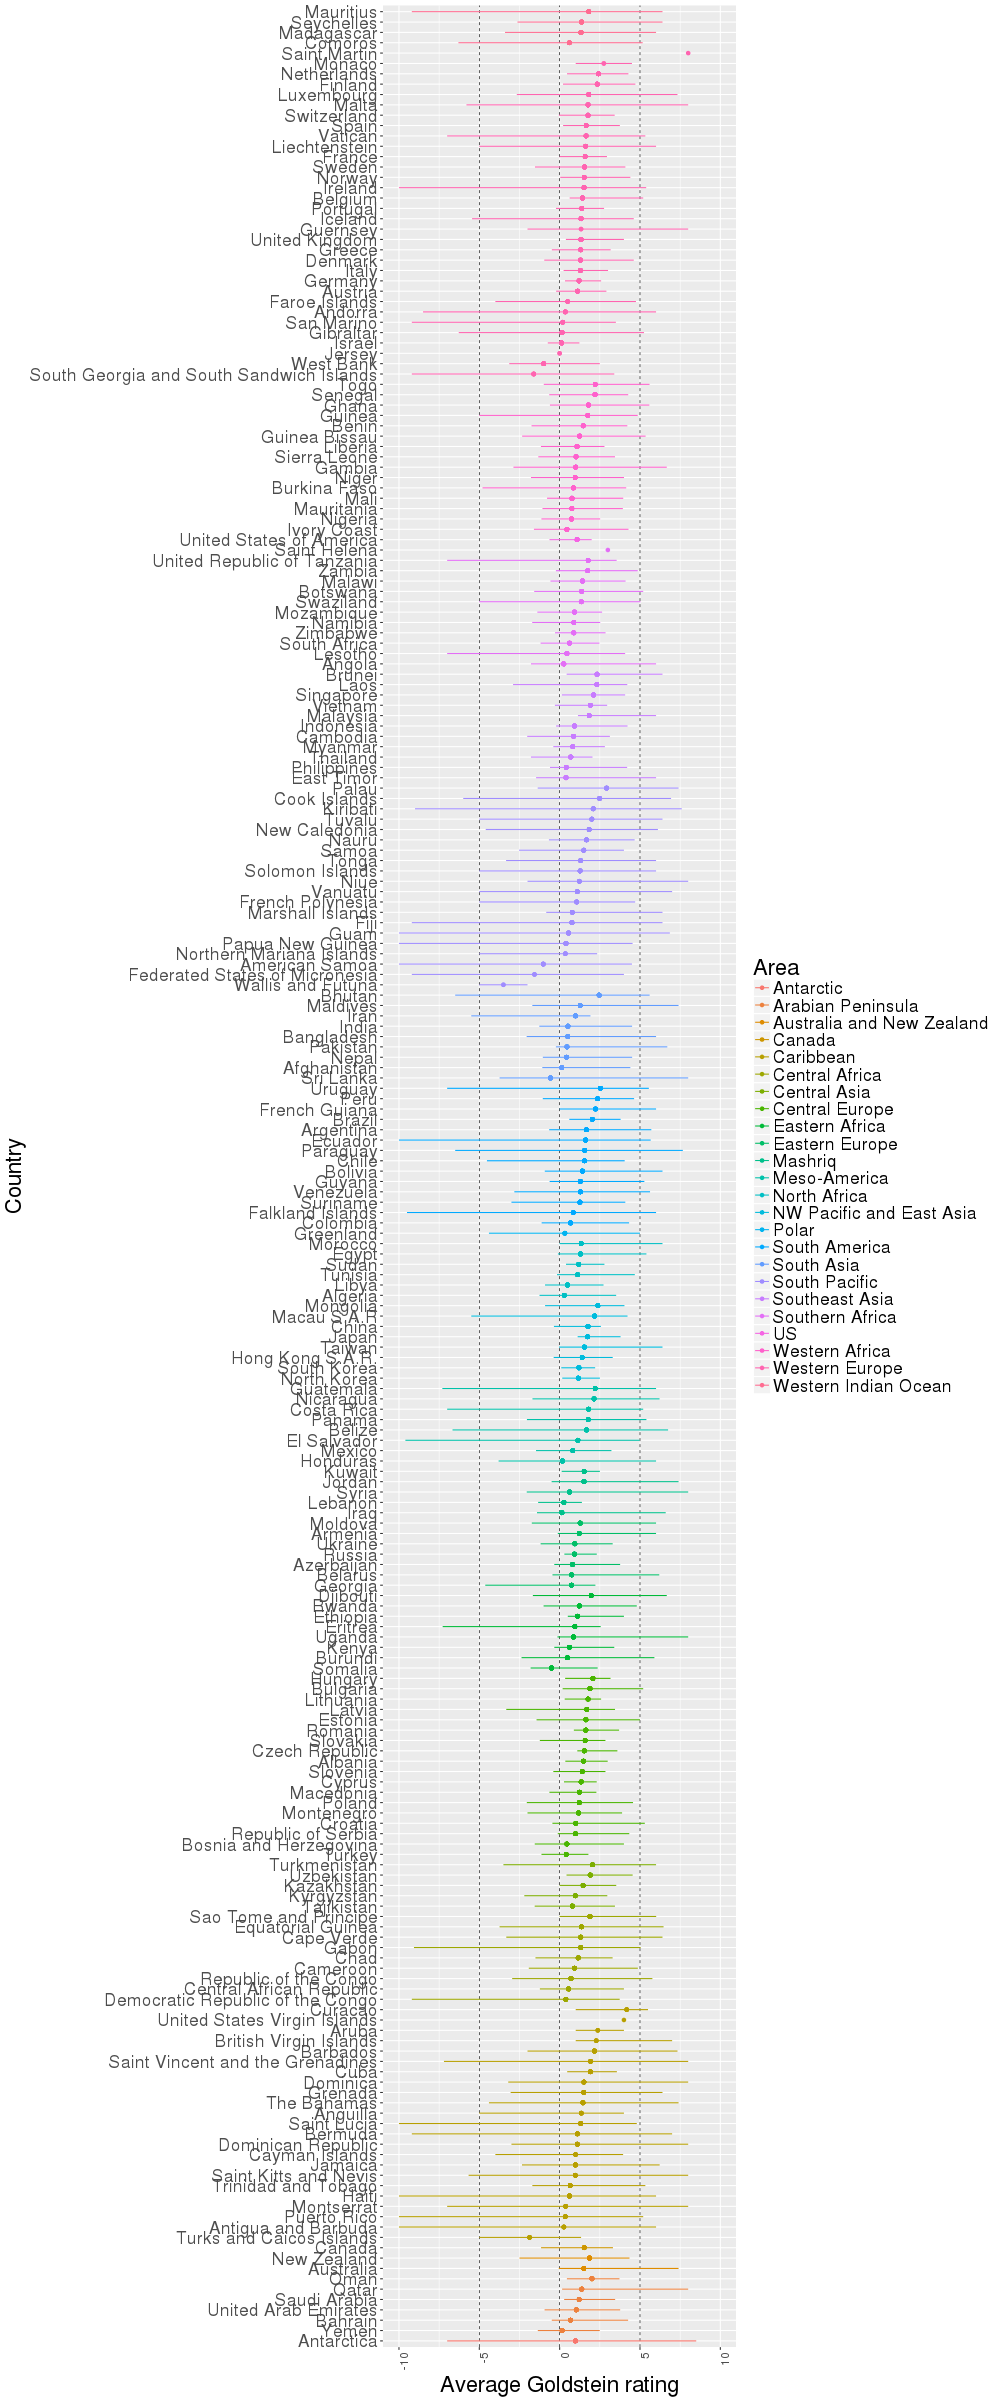 Mauritius
Seychelles
Madagascar
Comoros
Saint Martin
Monaco
Netherlands
Finland
Luxembourg
Malta
Switzerland
Spain
Vatican
Liechtenstein
France
Sweden
Norway
Ireland
Belgium
Portugal
Iceland
Guernsey
United Kingdom
Greece
Denmark
Italy
Germany
Austria
Faroe Islands
Andorra
San Marino
Gibraltar
Israel
Jersey
West Bank
South Georgia and South Sandwich Islands
Togo
Senegal
Ghana
Guinea
Benin
Guinea Bissau
Liberia
Sierra Leone
Gambia
Niger
Burkina Faso
Mali
Mauritania
Nigeria
Ivory Coast
United States of America
Saint Helena
United Republic of Tanzania
Zambia
Malawi
Botswana
Swaziland
Mozambique
Namibia
Zimbabwe
South Africa
Lesotho
Angola
Brunei
Laos
Singapore
Vietnam
Malaysia
Indonesia
Cambodia
Myanmar
Thailand
Philippines
East Timor
Palau
Cook Islands
Kiribati
Tuvalu
New Caledonia
Nauru
Samoa
Tonga
Solomon Islands
Niue
Vanuatu
French Polynesia
Marshall Islands
Fiji
Guam
Papua New Guinea
Northern Mariana Islands
American Samoa
Federated States of Micronesia
Wallis and Futuna
Bhutan
Maldives
Iran
India
Bangladesh
Pakistan
Nepal
Afghanistan
Sri Lanka
Uruguay
Peru
French Guiana
Brazil
Argentina
Ecuador
Paraguay
Chile
Bolivia
Guyana
Venezuela
Suriname
Falkland Islands
Colombia
Greenland
Morocco
Egypt
Sudan
Tunisia
Libya
Algeria
Mongolia
Macau S.A.R
China
Japan
Taiwan
Hong Kong S.A.R.
South Korea
North Korea
Guatemala
Nicaragua
Costa Rica
Panama
Belize
El Salvador
Mexico
Honduras
Kuwait
Jordan
Syria
Lebanon
Iraq
Moldova
Armenia
Ukraine
Russia
Azerbaijan
Belarus
Georgia
Djibouti
Rwanda
Ethiopia
Eritrea
Uganda
Kenya
Burundi
Somalia
Hungary
Bulgaria
Lithuania
Latvia
Estonia
Romania
Slovakia
Czech Republic
Albania
Slovenia
Cyprus
Macedonia
Poland
Montenegro
Croatia
Republic of Serbia
Bosnia and Herzegovina
Turkey
Turkmenistan
Uzbekistan
Kazakhstan
Kyrgyzstan
Tajikistan
Sao Tome and Principe
Equatorial Guinea
Cape Verde
Gabon
Chad
Cameroon
Republic of the Congo
Central African Republic
Democratic Republic of the Congo
Curaçao
United States Virgin Islands
Aruba
British Virgin Islands
Barbados
Saint Vincent and the Grenadines
Cuba
Dominica
Grenada
The Bahamas
Anguilla
Saint Lucia
Bermuda
Dominican Republic
Cayman Islands
Jamaica
Saint Kitts and Nevis
Trinidad and Tobago
Haiti
Montserrat
Puerto Rico
Antigua and Barbuda
Turks and Caicos Islands
Canada
New Zealand
Australia
Oman
Qatar
Saudi Arabia
United Arab Emirates
Bahrain
Yemen
Antarctica
-10 -5 0 5 10
Average Goldstein rating
Country
Area
Antarctic
Arabian Peninsula
Australia and New Zealand
Canada
Caribbean
Central Africa
Central Asia
Central Europe
Eastern Africa
Eastern Europe
Mashriq
Meso-America
North Africa
NW Pacific and East Asia
Polar
South America
South Asia
South Pacific
Southeast Asia
Southern Africa
US
Western Africa
Western Europe
Western Indian Ocean